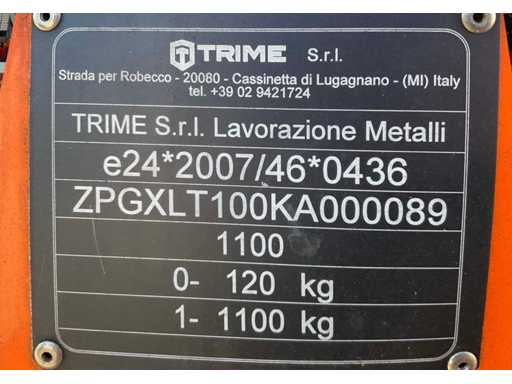 TRIME S.r.l.
Strada per Robecco - 20080 - Cassinetta di Lugagnano - (MI) Italy
tel. +39 02 9421724
TRIME S.r.l. Lavorazione Metalli
e24*2007/46*0436
ZPGXLT100KA000089
1100
0- 120 kg
1- 1100 kg